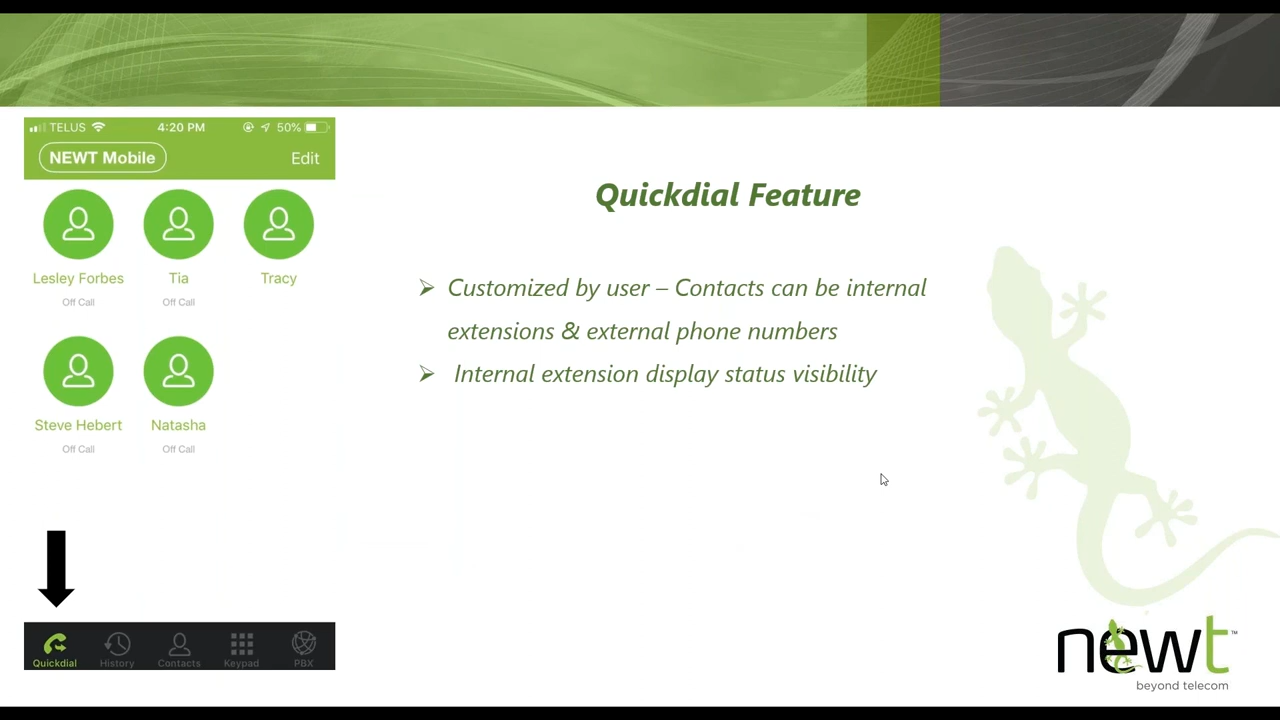 TELUS 4:20 PM 50%
NEWT Mobile Edit
Lesley Forbes Tia Tracy
Off Call Off Call
Steve Hebert Natasha
Off Call Off Call
Quickdial History Contacts Keypad PBX
Quickdial Feature
➢ Customized by user – Contacts can be internal
extensions & external phone numbers
➢ Internal extension display status visibility
newt™
beyond telecom